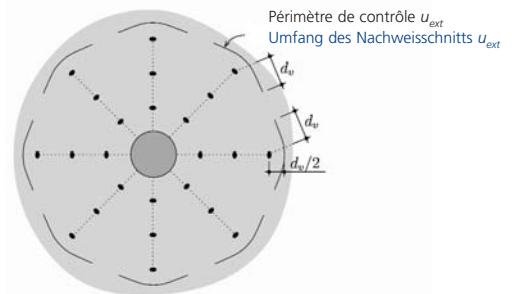 Périmètre de contrôle u_ext
Umfang des Nachweisschnitts u_ext
d_v
d_v
d_v/2